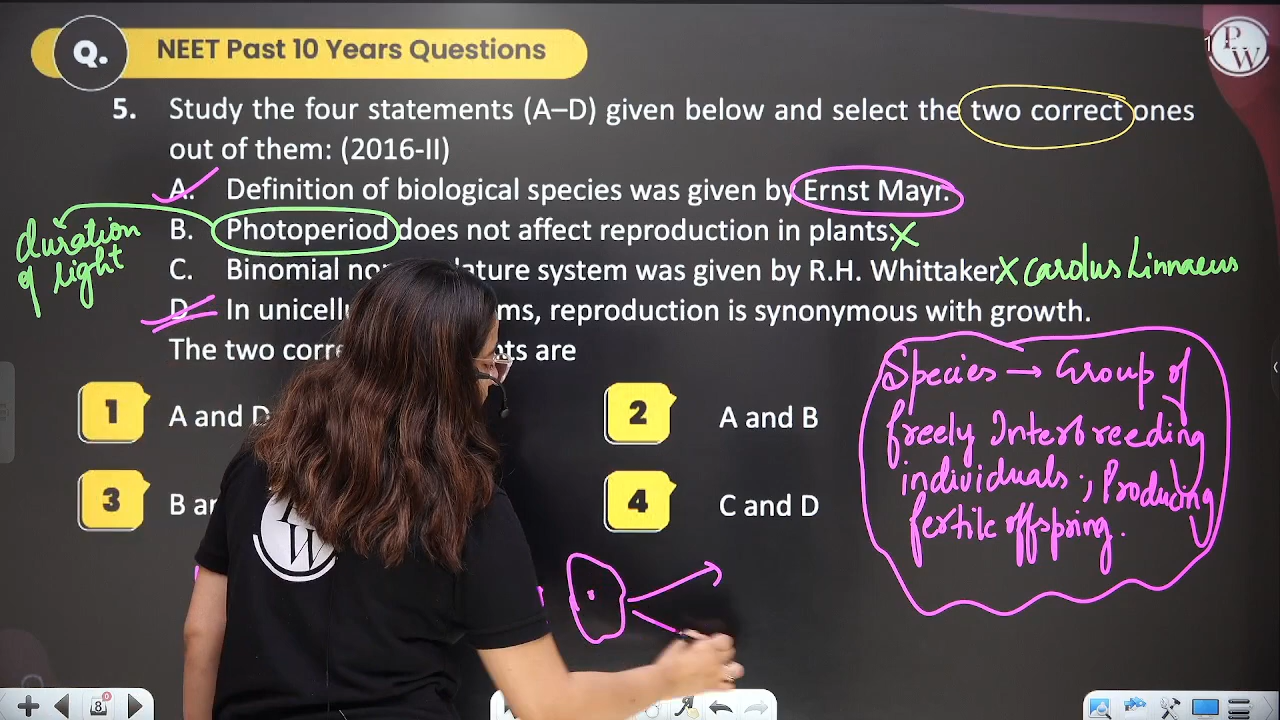 Q. NEET Past 10 Years Questions
PW
5. Study the four statements (A–D) given below and select the two correct ones
out of them: (2016-II)
A. Definition of biological species was given by Ernst Mayr.
B. Photoperiod does not affect reproduction in plants. X
duration
of light
C. Binomial ature system was given by R.H. Whittaker X Carolus Linnaeus
D. In unicellu ms, reproduction is synonymous with growth.
The two corre ts are
1 A and D
2 A and B
3 B
4 C and D
Species → Group of
freely Interbreeding
individuals, Producing
fertile offspring.
W
8